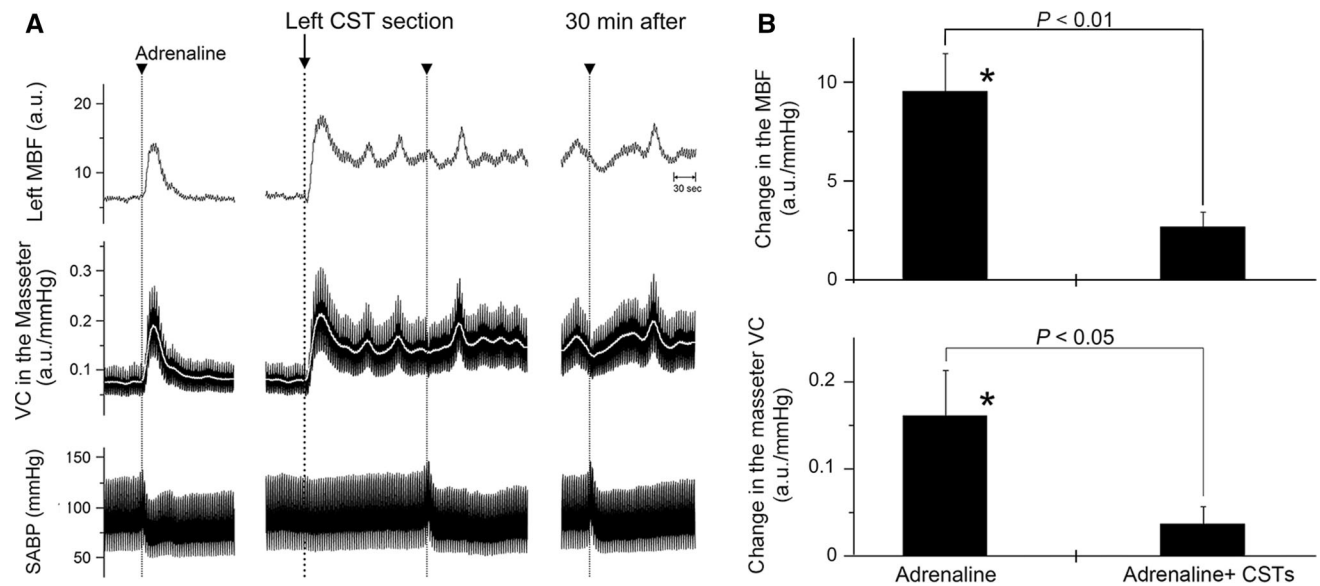 A
Left CST section
30 min after
Adrenaline
Left MBF (a.u.)
20
10
30 sec
VC in the Masseter
(a.u./mmHg)
0.3
0.2
0.1
SABP (mmHg)
150
100
50
B
P < 0.01
Change in the MBF
(a.u./mmHg)
10
5
0
*
P < 0.05
Change in the masseter VC
(a.u./mmHg)
0.2
0.1
0
*
Adrenaline
Adrenaline+ CSTs